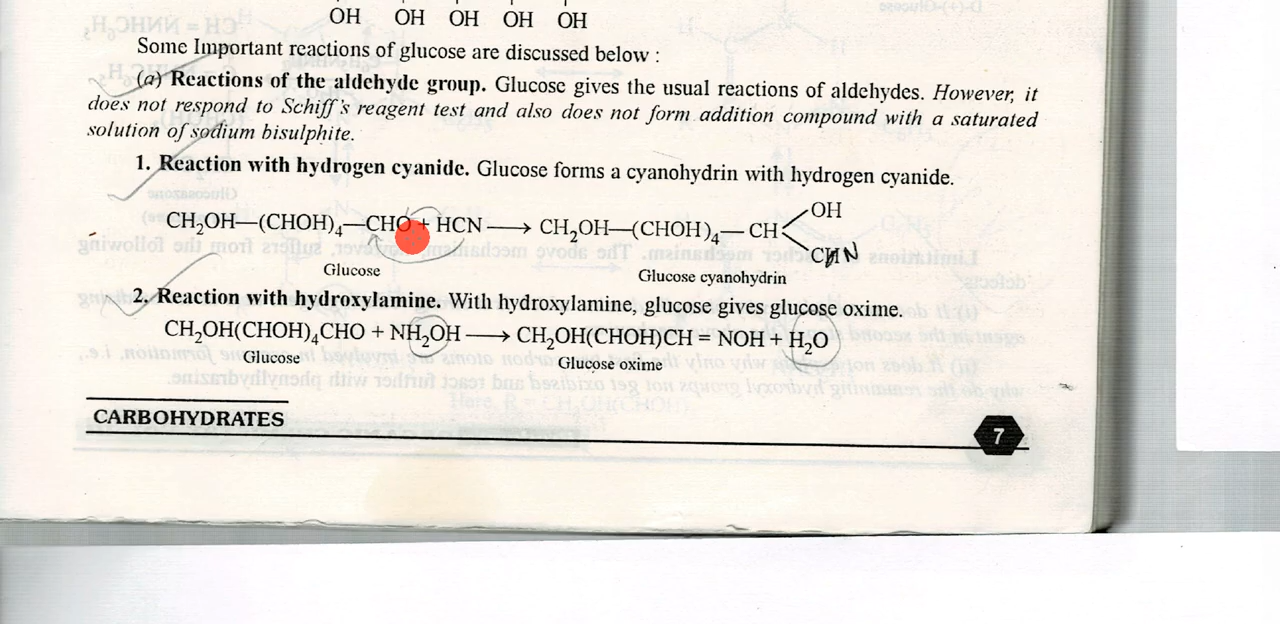 OH OH OH OH OH
Some Important reactions of glucose are discussed below :
(a) Reactions of the aldehyde group. Glucose gives the usual reactions of aldehydes. However, it
does not respond to Schiff's reagent test and also does not form addition compound with a saturated
solution of sodium bisulphite.
1. Reaction with hydrogen cyanide. Glucose forms a cyanohydrin with hydrogen cyanide.
OH
CH₂OH—(CHOH)₄—CHO + HCN ⟶ CH₂OH—(CHOH)₄—CH
CN
Glucose Glucose cyanohydrin
2. Reaction with hydroxylamine. With hydroxylamine, glucose gives glucose oxime.
CH₂OH(CHOH)₄CHO + NH₂OH ⟶ CH₂OH(CHOH)CH = NOH + H₂O
Glucose Glucose oxime
CARBOHYDRATES
7